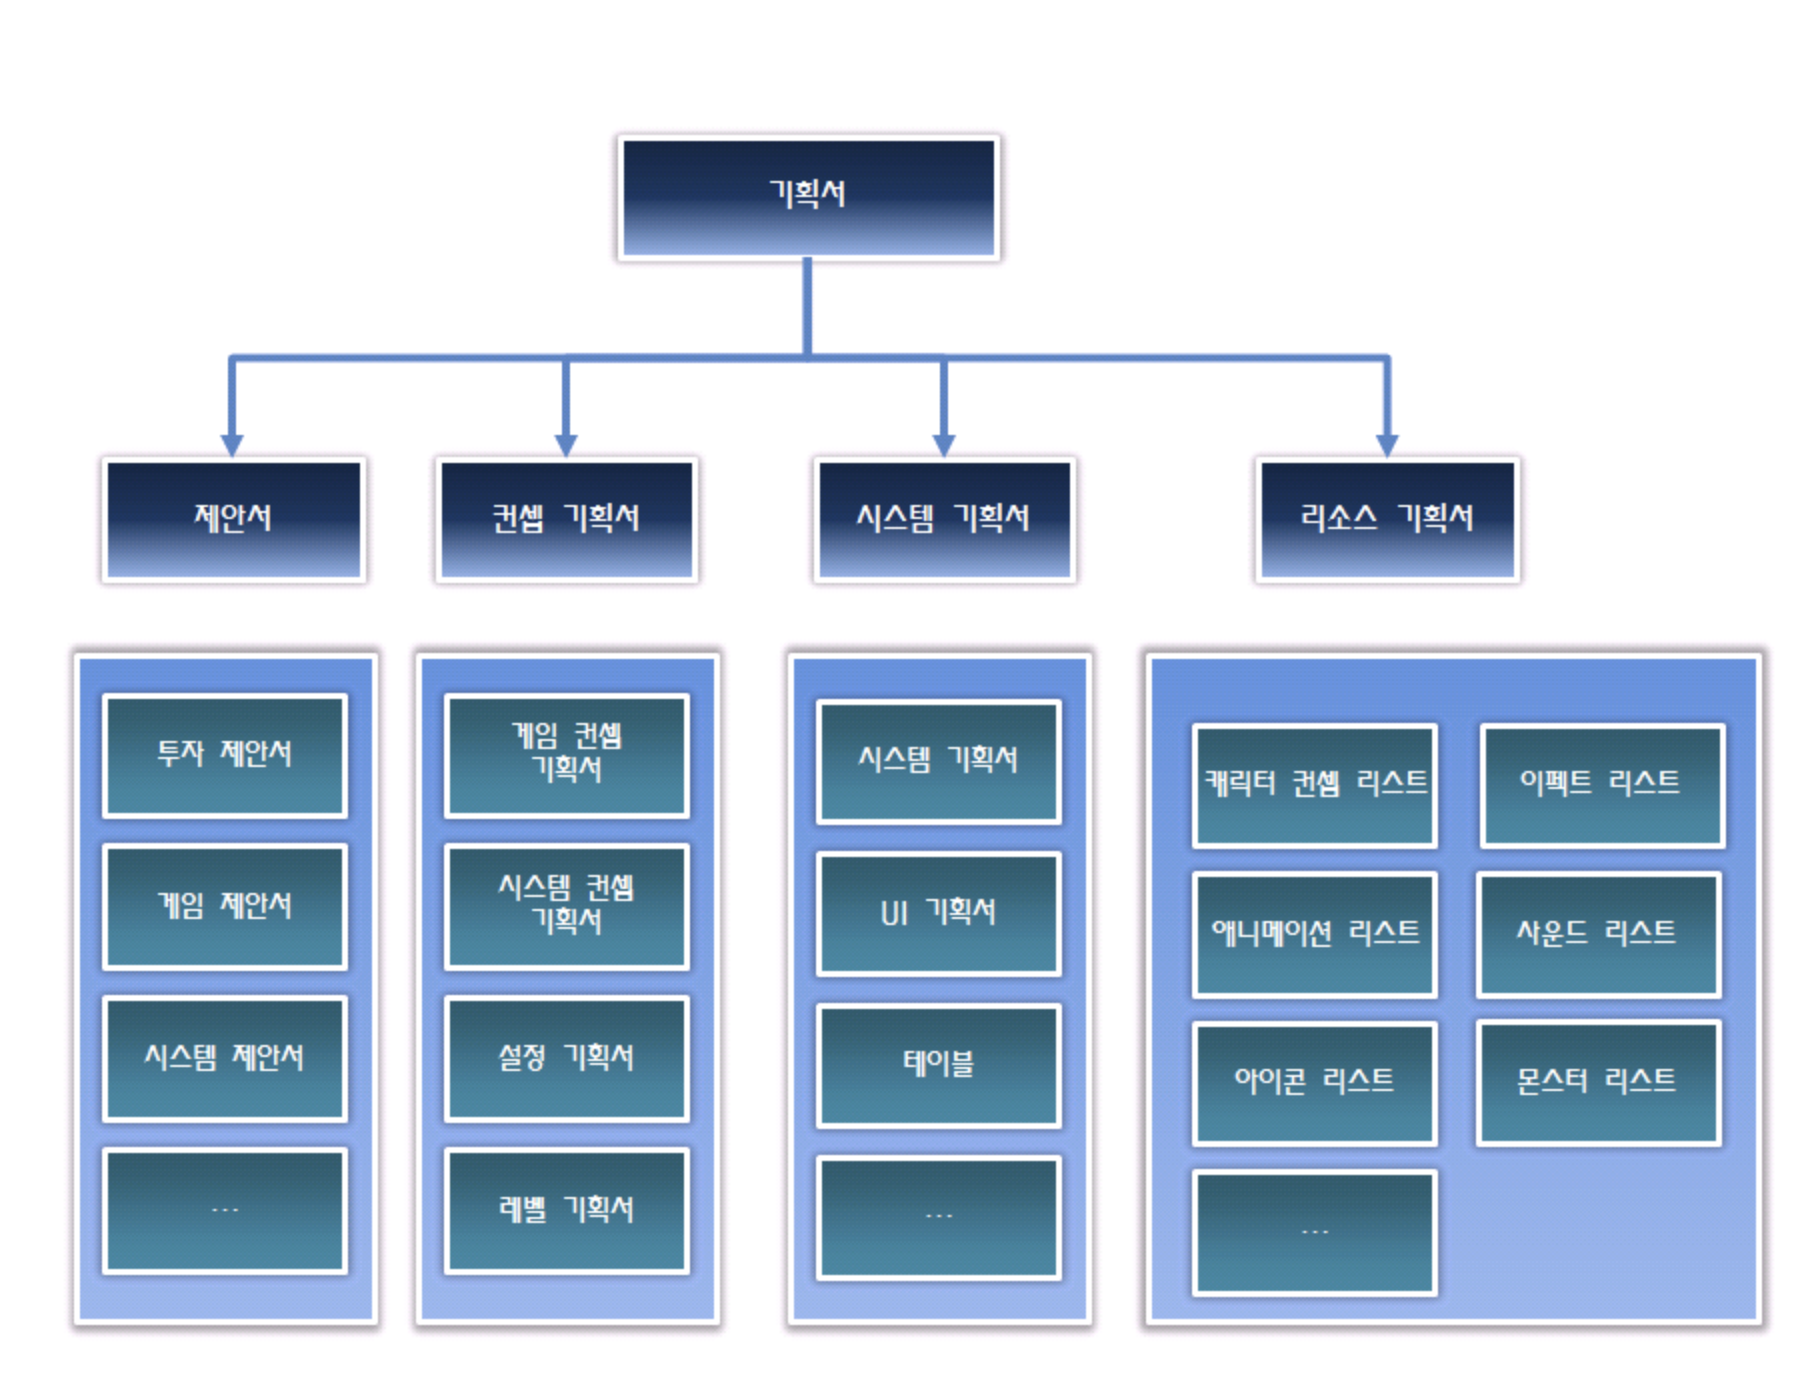 기획서
제안서
컨셉 기획서
시스템 기획서
리소스 기획서
투자 제안서
게임 제안서
시스템 제안서
...
게임 컨셉
기획서
시스템 컨셉
기획서
설정 기획서
레벨 기획서
시스템 기획서
UI 기획서
테이블
...
캐릭터 컨셉 리스트
이펙트 리스트
애니메이션 리스트
사운드 리스트
아이콘 리스트
몬스터 리스트
...